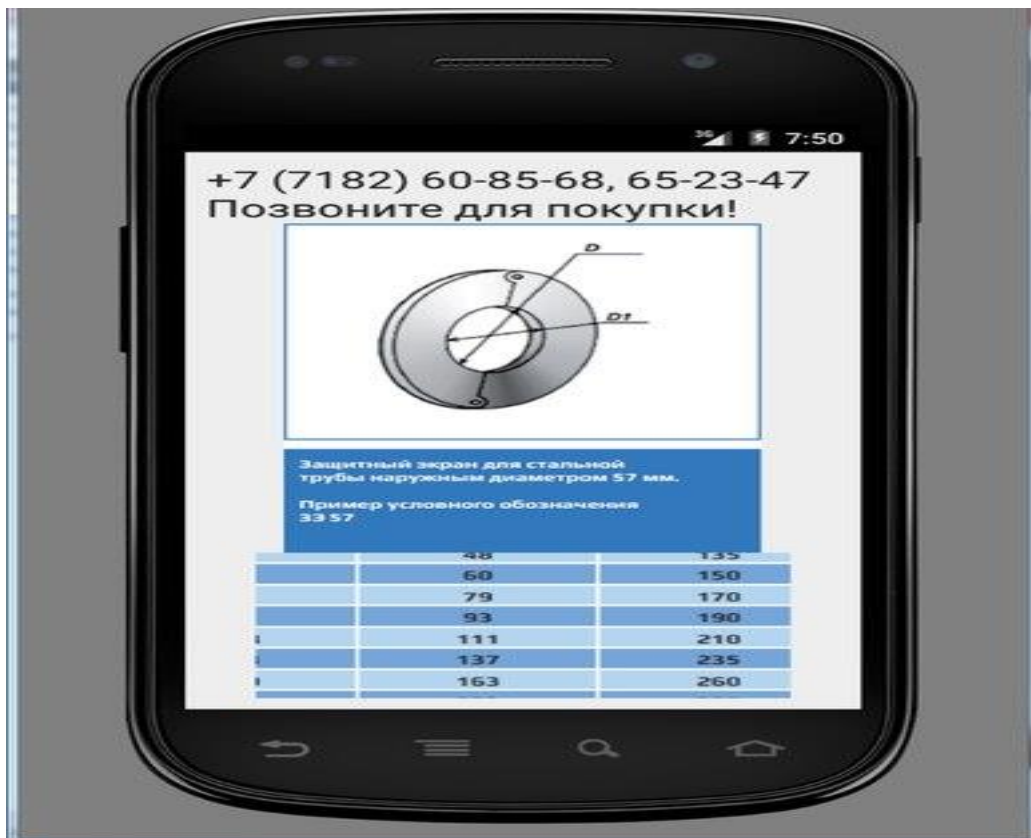 3G 7:50
+7 (7182) 60-85-68, 65-23-47
Позвоните для покупки!
D
D1
Защитный экран для стальной
трубы наружным диаметром 57 мм.
Пример условного обозначения
ЗЭ 57
48 135
60 150
79 170
93 190
111 210
137 235
163 260